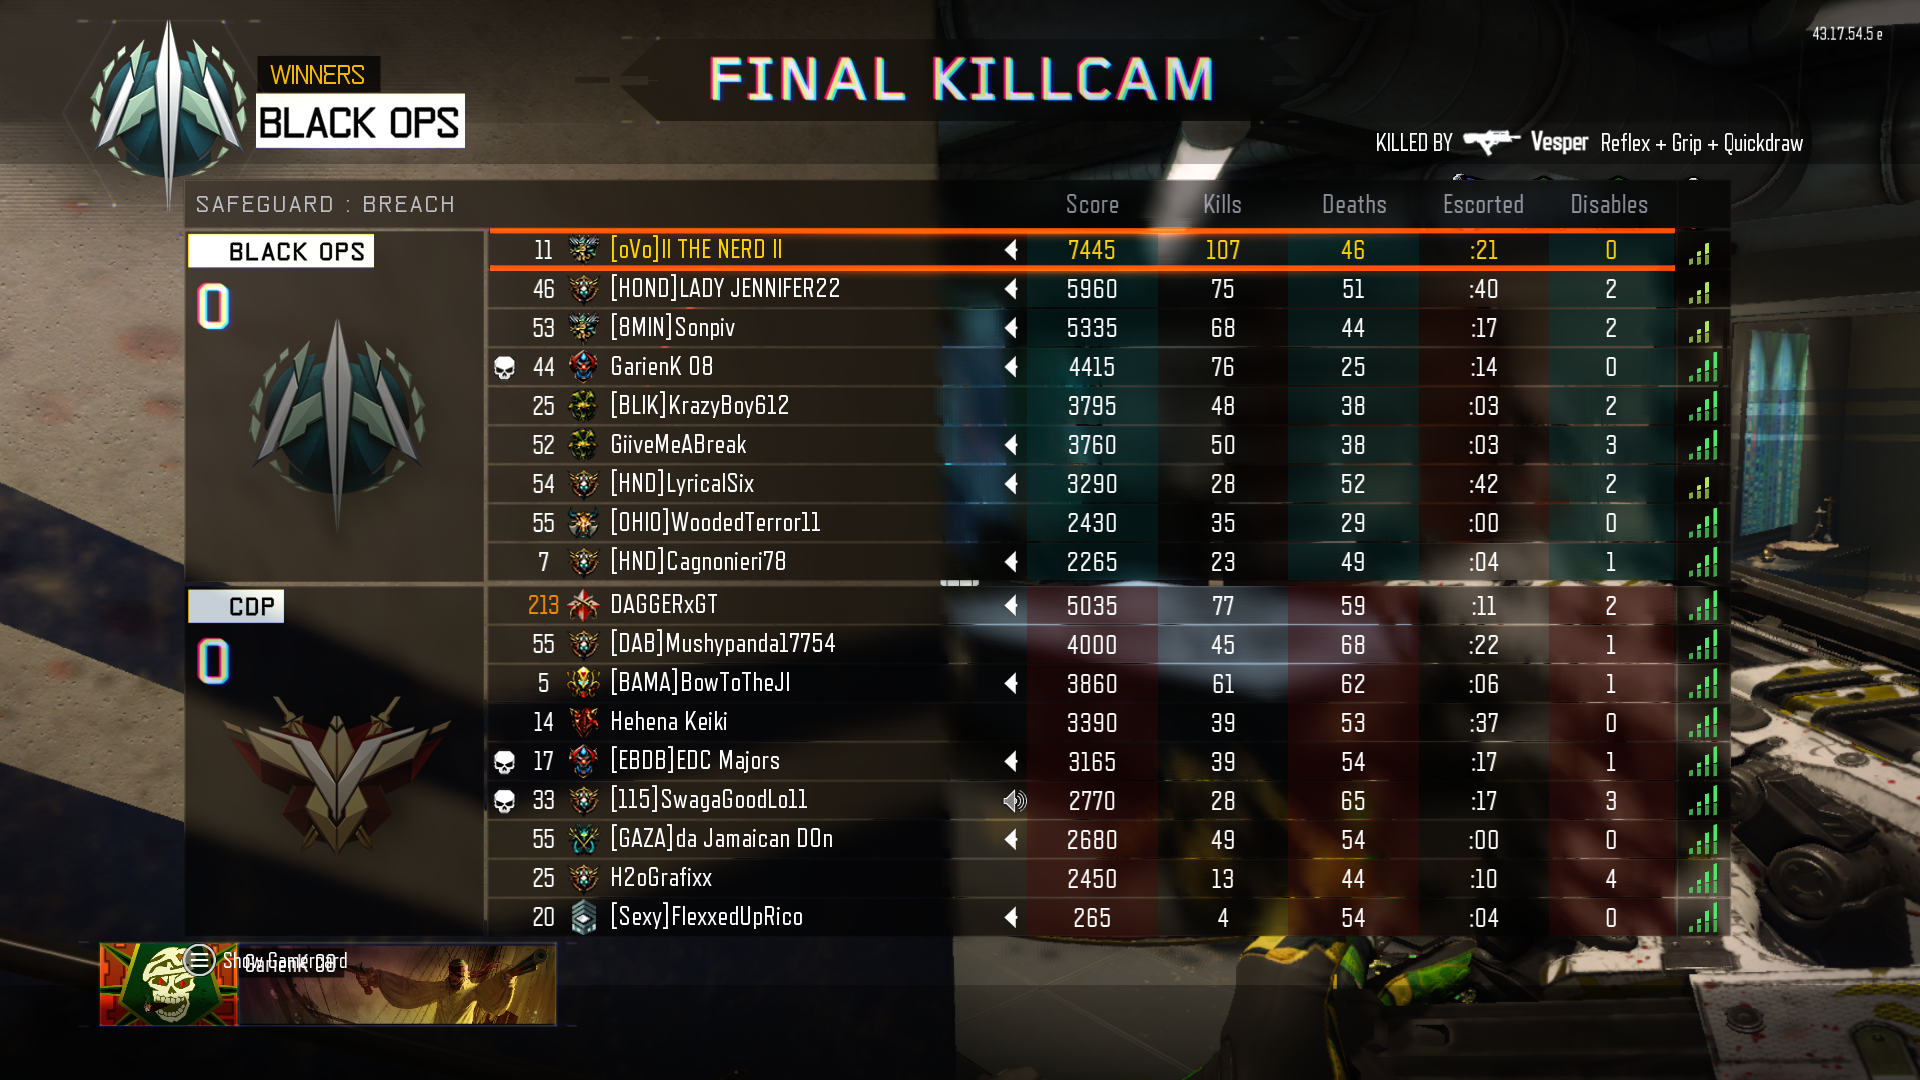 43.17.54.5 e
FINAL KILLCAM
WINNERS
BLACK OPS
KILLED BY Vesper Reflex + Grip + Quickdraw
SAFEGUARD : BREACH Score Kills Deaths Escorted Disables
BLACK OPS
0
11 [oVo]II THE NERD II 7445 107 46 :21 0
46 [HOND]LADY JENNIFER22 5960 75 51 :40 2
53 [8MIN]Sonpiv 5335 68 44 :17 2
44 GarienK 08 4415 76 25 :14 0
25 [BLIK]KrazyBoy612 3795 48 38 :03 2
52 GiiveMeABreak 3760 50 38 :03 3
54 [HND]LyricalSix 3290 28 52 :42 2
55 [OHIO]WoodedTerror11 2430 35 29 :00 0
7 [HND]Cagnonieri78 2265 23 49 :04 1
CDP
0
213 DAGGERxGT 5035 77 59 :11 2
55 [DAB]Mushypanda17754 4000 45 68 :22 1
5 [BAMA]BowToTheJI 3860 61 62 :06 1
14 Hehena Keiki 3390 39 53 :37 0
17 [EBDB]EDC Majors 3165 39 54 :17 1
33 [115]SwagaGoodLo11 2770 28 65 :17 3
55 [GAZA]da Jamaican D0n 2680 49 54 :00 0
25 H2oGrafixx 2450 13 44 :10 4
20 [Sexy]FlexxedUpRico 265 4 54 :04 0
Show Gamercard
GarienK 08